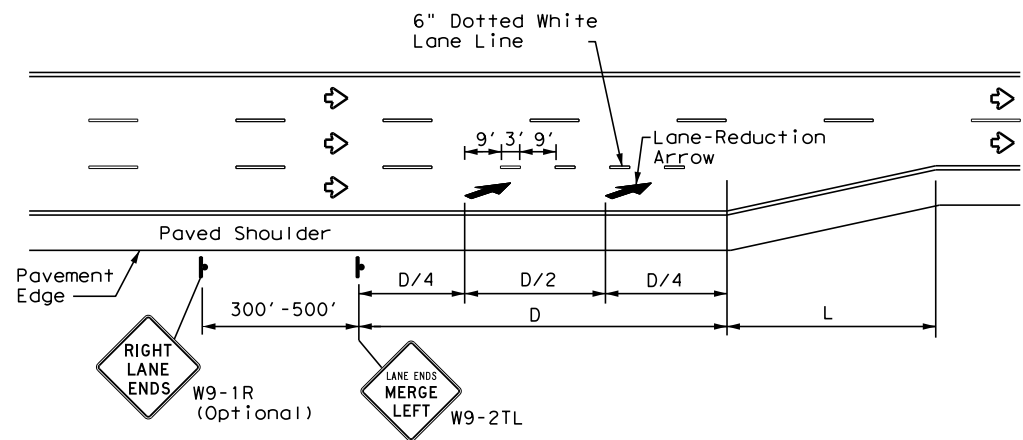 6" Dotted White
Lane Line
9' 3' 9'
Lane-Reduction
Arrow
Paved Shoulder
Pavement
Edge
D/4 D/2 D/4
300'-500' D L
RIGHT
LANE
ENDS
W9-1R
(Optional)
LANE ENDS
MERGE
LEFT
W9-2TL